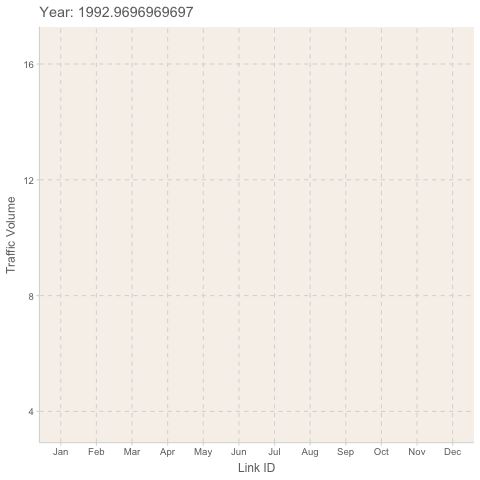 Year: 1992.9696969697
Traffic Volume
16
12
8
4
Jan Feb Mar Apr May Jun Jul Aug Sep Oct Nov Dec
Link ID